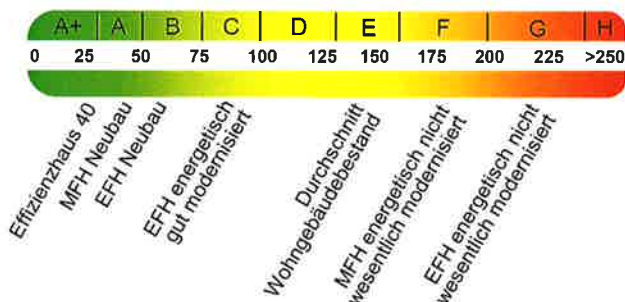 A+ A B C D E F G H
0 25 50 75 100 125 150 175 200 225 >250
Effizienzhaus 40
MFH Neubau
EFH Neubau
EFH energetisch
gut modernisiert
Durchschnitt
Wohngebäudebestand
MFH energetisch nicht
wesentlich modernisiert
EFH energetisch nicht
wesentlich modernisiert